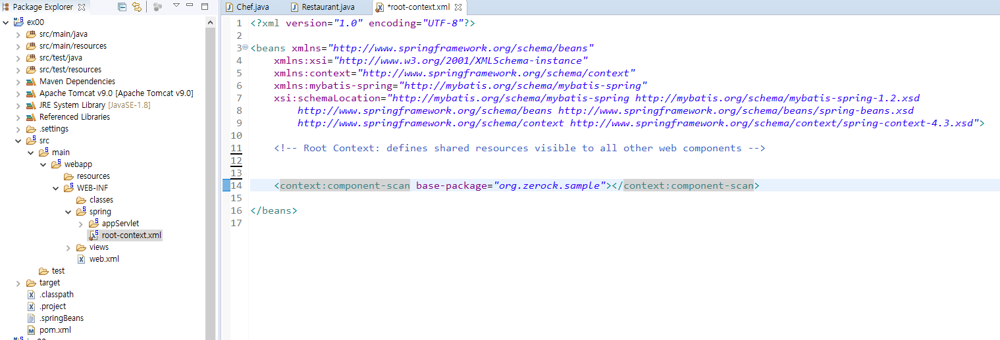 Package Explorer
ex00
src/main/java
src/main/resources
src/test/java
src/test/resources
Maven Dependencies
Apache Tomcat v9.0 [Apache Tomcat v9.0]
JRE System Library [JavaSE-1.8]
Referenced Libraries
.settings
src
main
webapp
resources
WEB-INF
classes
spring
appServlet
root-context.xml
views
web.xml
test
target
.classpath
.project
.springBeans
pom.xml
Chef.java Restaurant.java *root-context.xml
1 <?xml version="1.0" encoding="UTF-8"?>
2
3 <beans xmlns="http://www.springframework.org/schema/beans"
4 xmlns:xsi="http://www.w3.org/2001/XMLSchema-instance"
5 xmlns:context="http://www.springframework.org/schema/context"
6 xmlns:mybatis-spring="http://mybatis.org/schema/mybatis-spring"
7 xsi:schemaLocation="http://mybatis.org/schema/mybatis-spring http://mybatis.org/schema/mybatis-spring-1.2.xsd
8 http://www.springframework.org/schema/beans http://www.springframework.org/schema/beans/spring-beans.xsd
9 http://www.springframework.org/schema/context http://www.springframework.org/schema/context/spring-context-4.3.xsd">
10
11 <!-- Root Context: defines shared resources visible to all other web components -->
12
13
14 <context:component-scan base-package="org.zerock.sample"></context:component-scan>
15
16 </beans>
17